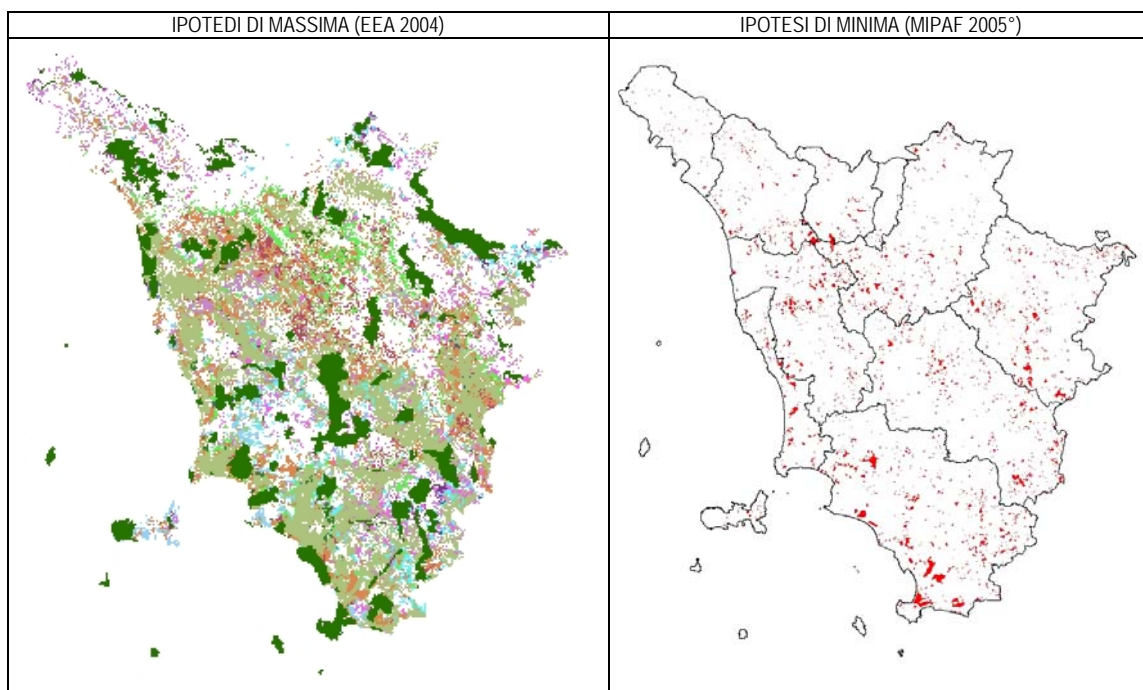 IPOTEDI DI MASSIMA (EEA 2004)
IPOTESI DI MINIMA (MIPAF 2005°)